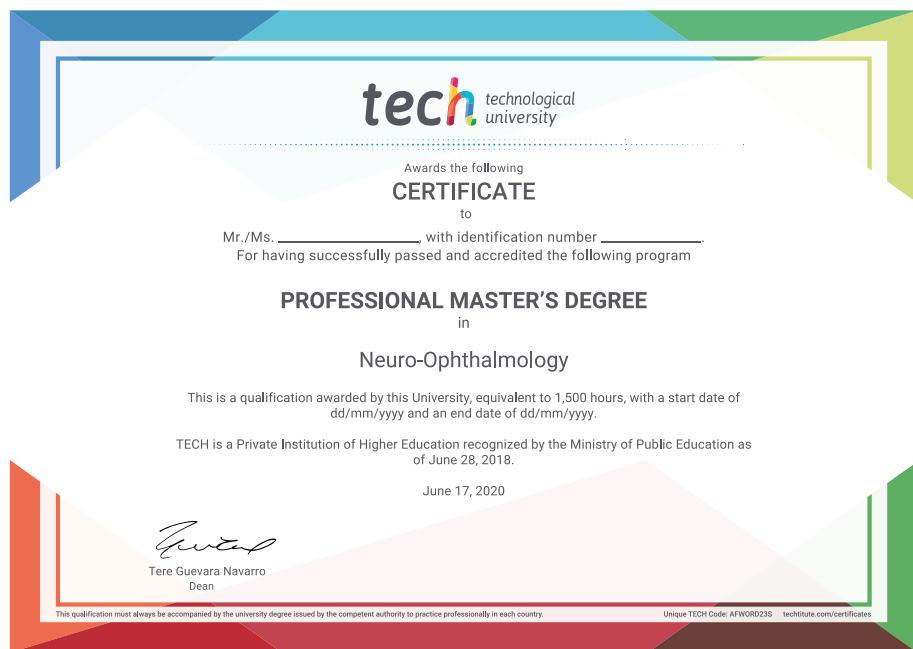 tech technological
university
Awards the following
CERTIFICATE
to
Mr./Ms. ____________________, with identification number ______________.
For having successfully passed and accredited the following program
PROFESSIONAL MASTER'S DEGREE
in
Neuro-Ophthalmology
This is a qualification awarded by this University, equivalent to 1,500 hours, with a start date of
dd/mm/yyyy and an end date of dd/mm/yyyy.
TECH is a Private Institution of Higher Education recognized by the Ministry of Public Education as
of June 28, 2018.
June 17, 2020
Tere Guevara Navarro
Dean
This qualification must always be accompanied by the university degree issued by the competent authority to practice professionally in each country.
Unique TECH Code: AFWORD23S techtitute.com/certificates